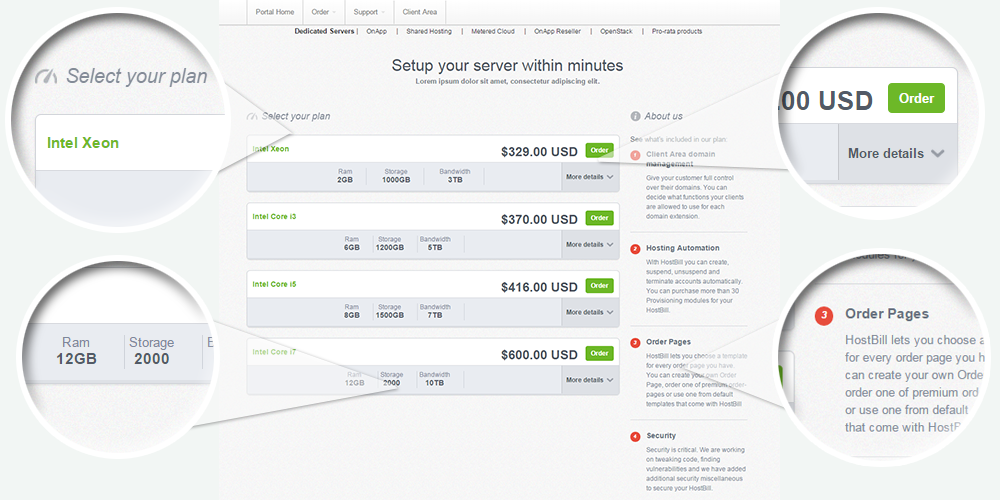 Portal Home Order Support Client Area
Dedicated Servers | OnApp | Shared Hosting | Metered Cloud | OnApp Reseller | OpenStack | Pro-rata products
Setup your server within minutes
Lorem ipsum dolor sit amet, consectetur adipiscing elit.
Select your plan
Intel Xeon
$329.00 USD Order
Ram Storage Bandwidth
2GB 1000GB 3TB
More details
Intel Core i3
$370.00 USD Order
Ram Storage Bandwidth
6GB 1200GB 5TB
More details
Intel Core i5
$416.00 USD Order
Ram Storage Bandwidth
8GB 1500GB 7TB
More details
Intel Core i7
$600.00 USD Order
Ram Storage Bandwidth
12GB 2000 10TB
More details
About us
See what's included in our plan:
1 Client Area domain
management
Give your customer full control
over their domains. You can
decide what functions your clients
are allowed to use for each
domain extension.
2 Hosting Automation
With HostBill you can create,
suspend, unsuspend and
terminate accounts automatically.
You can purchase more than 30
Provisioning modules for your
HostBill.
3 Order Pages
HostBill lets you choose a template
for every order page you have.
You can create your own Order
Page, order one of premium order-
pages or use one from default
templates that come with HostBill
4 Security
Security is critical. We are working
on tweaking code, finding
vulnerabilities and we have added
additional security miscellaneous
to secure your HostBill.
Select your plan
Intel Xeon
.00 USD Order
More details
Ram Storage
12GB 2000
3 Order Pages
HostBill lets you choose a
for every order page you h
can create your own Orde
order one of premium ord
or use one from default
that come with HostB